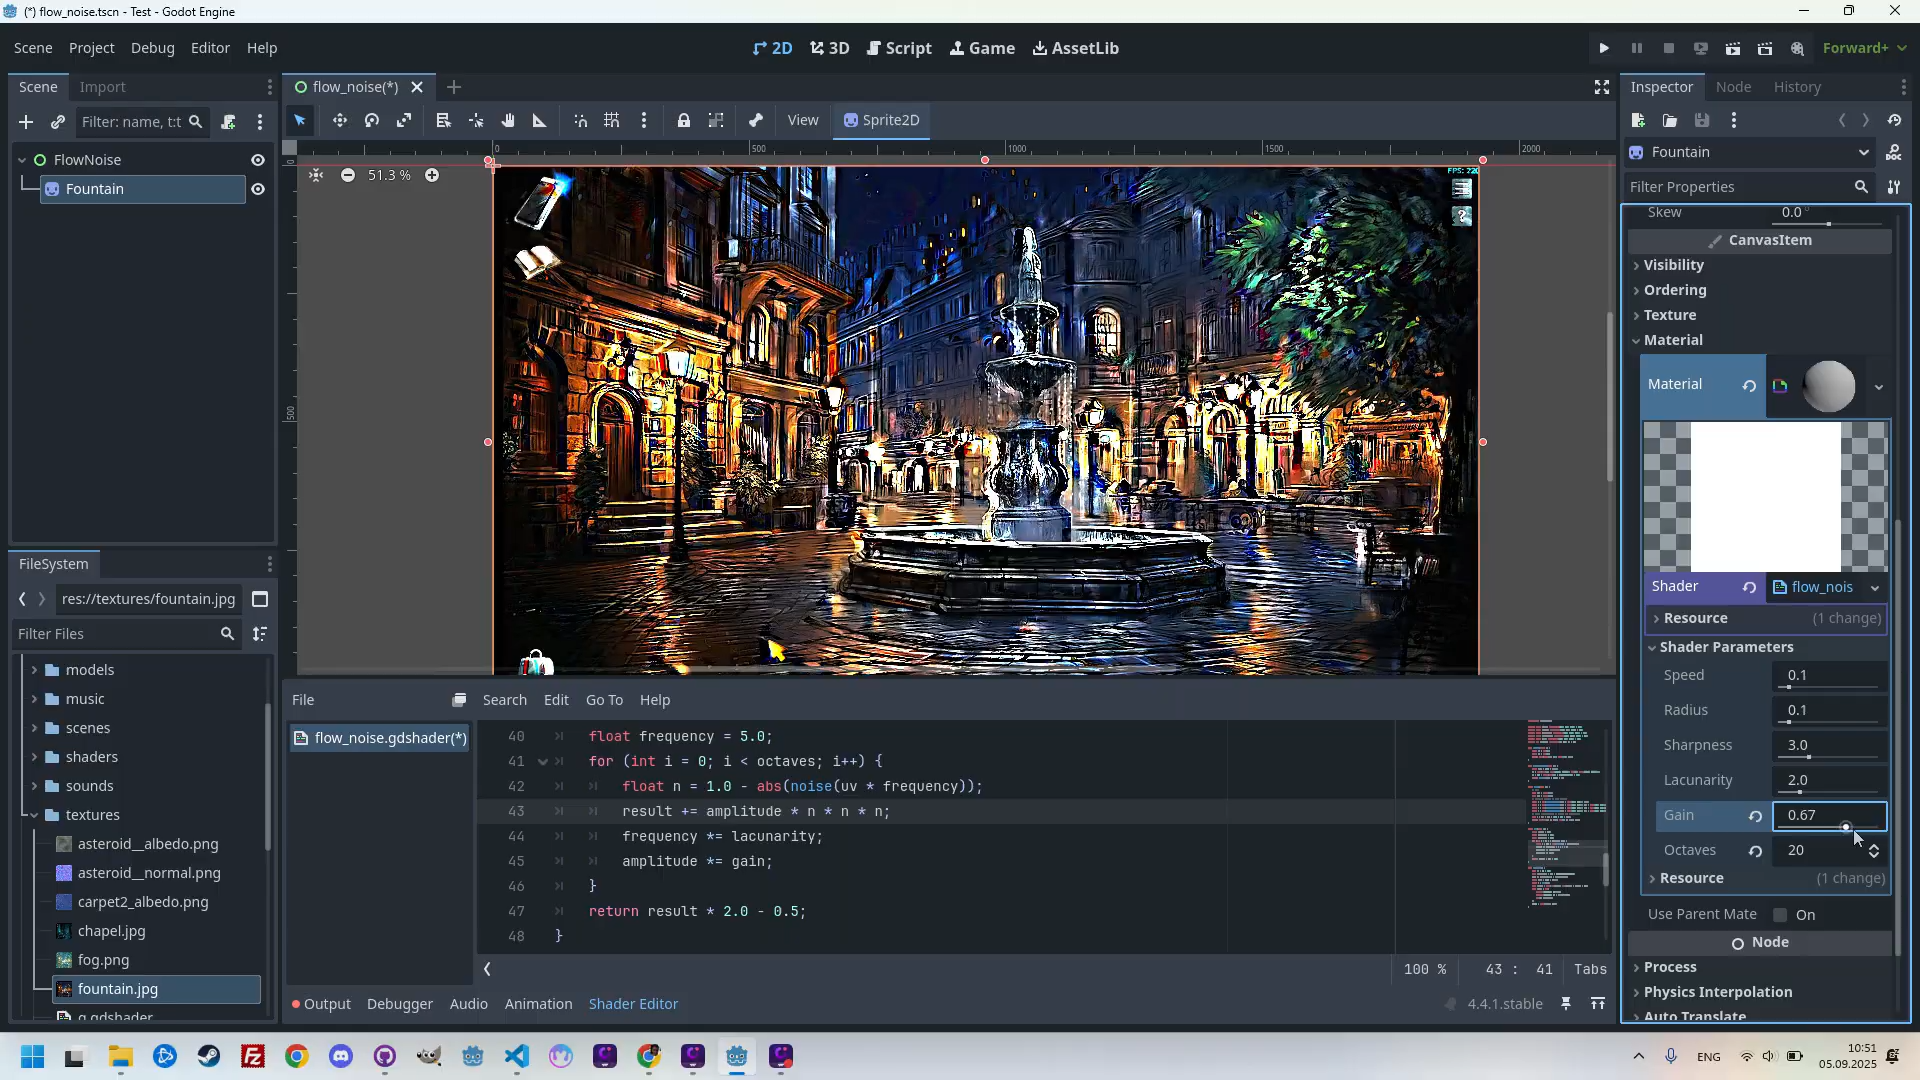 (*) flow_noise.tscn - Test - Godot Engine
Scene Project Debug Editor Help
2D 3D Script Game AssetLib
Forward+
Scene Import
flow_noise(*)
Inspector Node History
Filter: name, t:t
View Sprite2D
0 500 1000 1500 2000
500
FlowNoise
Fountain
51.3 %
FPS: 220
?
Fountain
Filter Properties
Skew 0.0 °
CanvasItem
Visibility
Ordering
Texture
Material
Material
Shader flow_nois
Resource (1 change)
Shader Parameters
Speed 0.1
Radius 0.1
Sharpness 3.0
Lacunarity 2.0
Gain 0.67
Octaves 20
Resource (1 change)
Use Parent Mate On
Node
Process
Physics Interpolation
Auto Translate
FileSystem
res://textures/fountain.jpg
Filter Files
models
music
scenes
shaders
sounds
textures
asteroid__albedo.png
asteroid__normal.png
carpet2_albedo.png
chapel.jpg
fog.png
fountain.jpg
g.gdshader
File Search Edit Go To Help
flow_noise.gdshader(*)
40 float frequency = 5.0;
41 for (int i = 0; i < octaves; i++) {
42 float n = 1.0 - abs(noise(uv * frequency));
43 result += amplitude * n * n * n;
44 frequency *= lacunarity;
45 amplitude *= gain;
46 }
47 return result * 2.0 - 0.5;
48 }
100 % 43 : 41 Tabs
Output Debugger Audio Animation Shader Editor
4.4.1.stable
ENG
10:51
05.09.2025